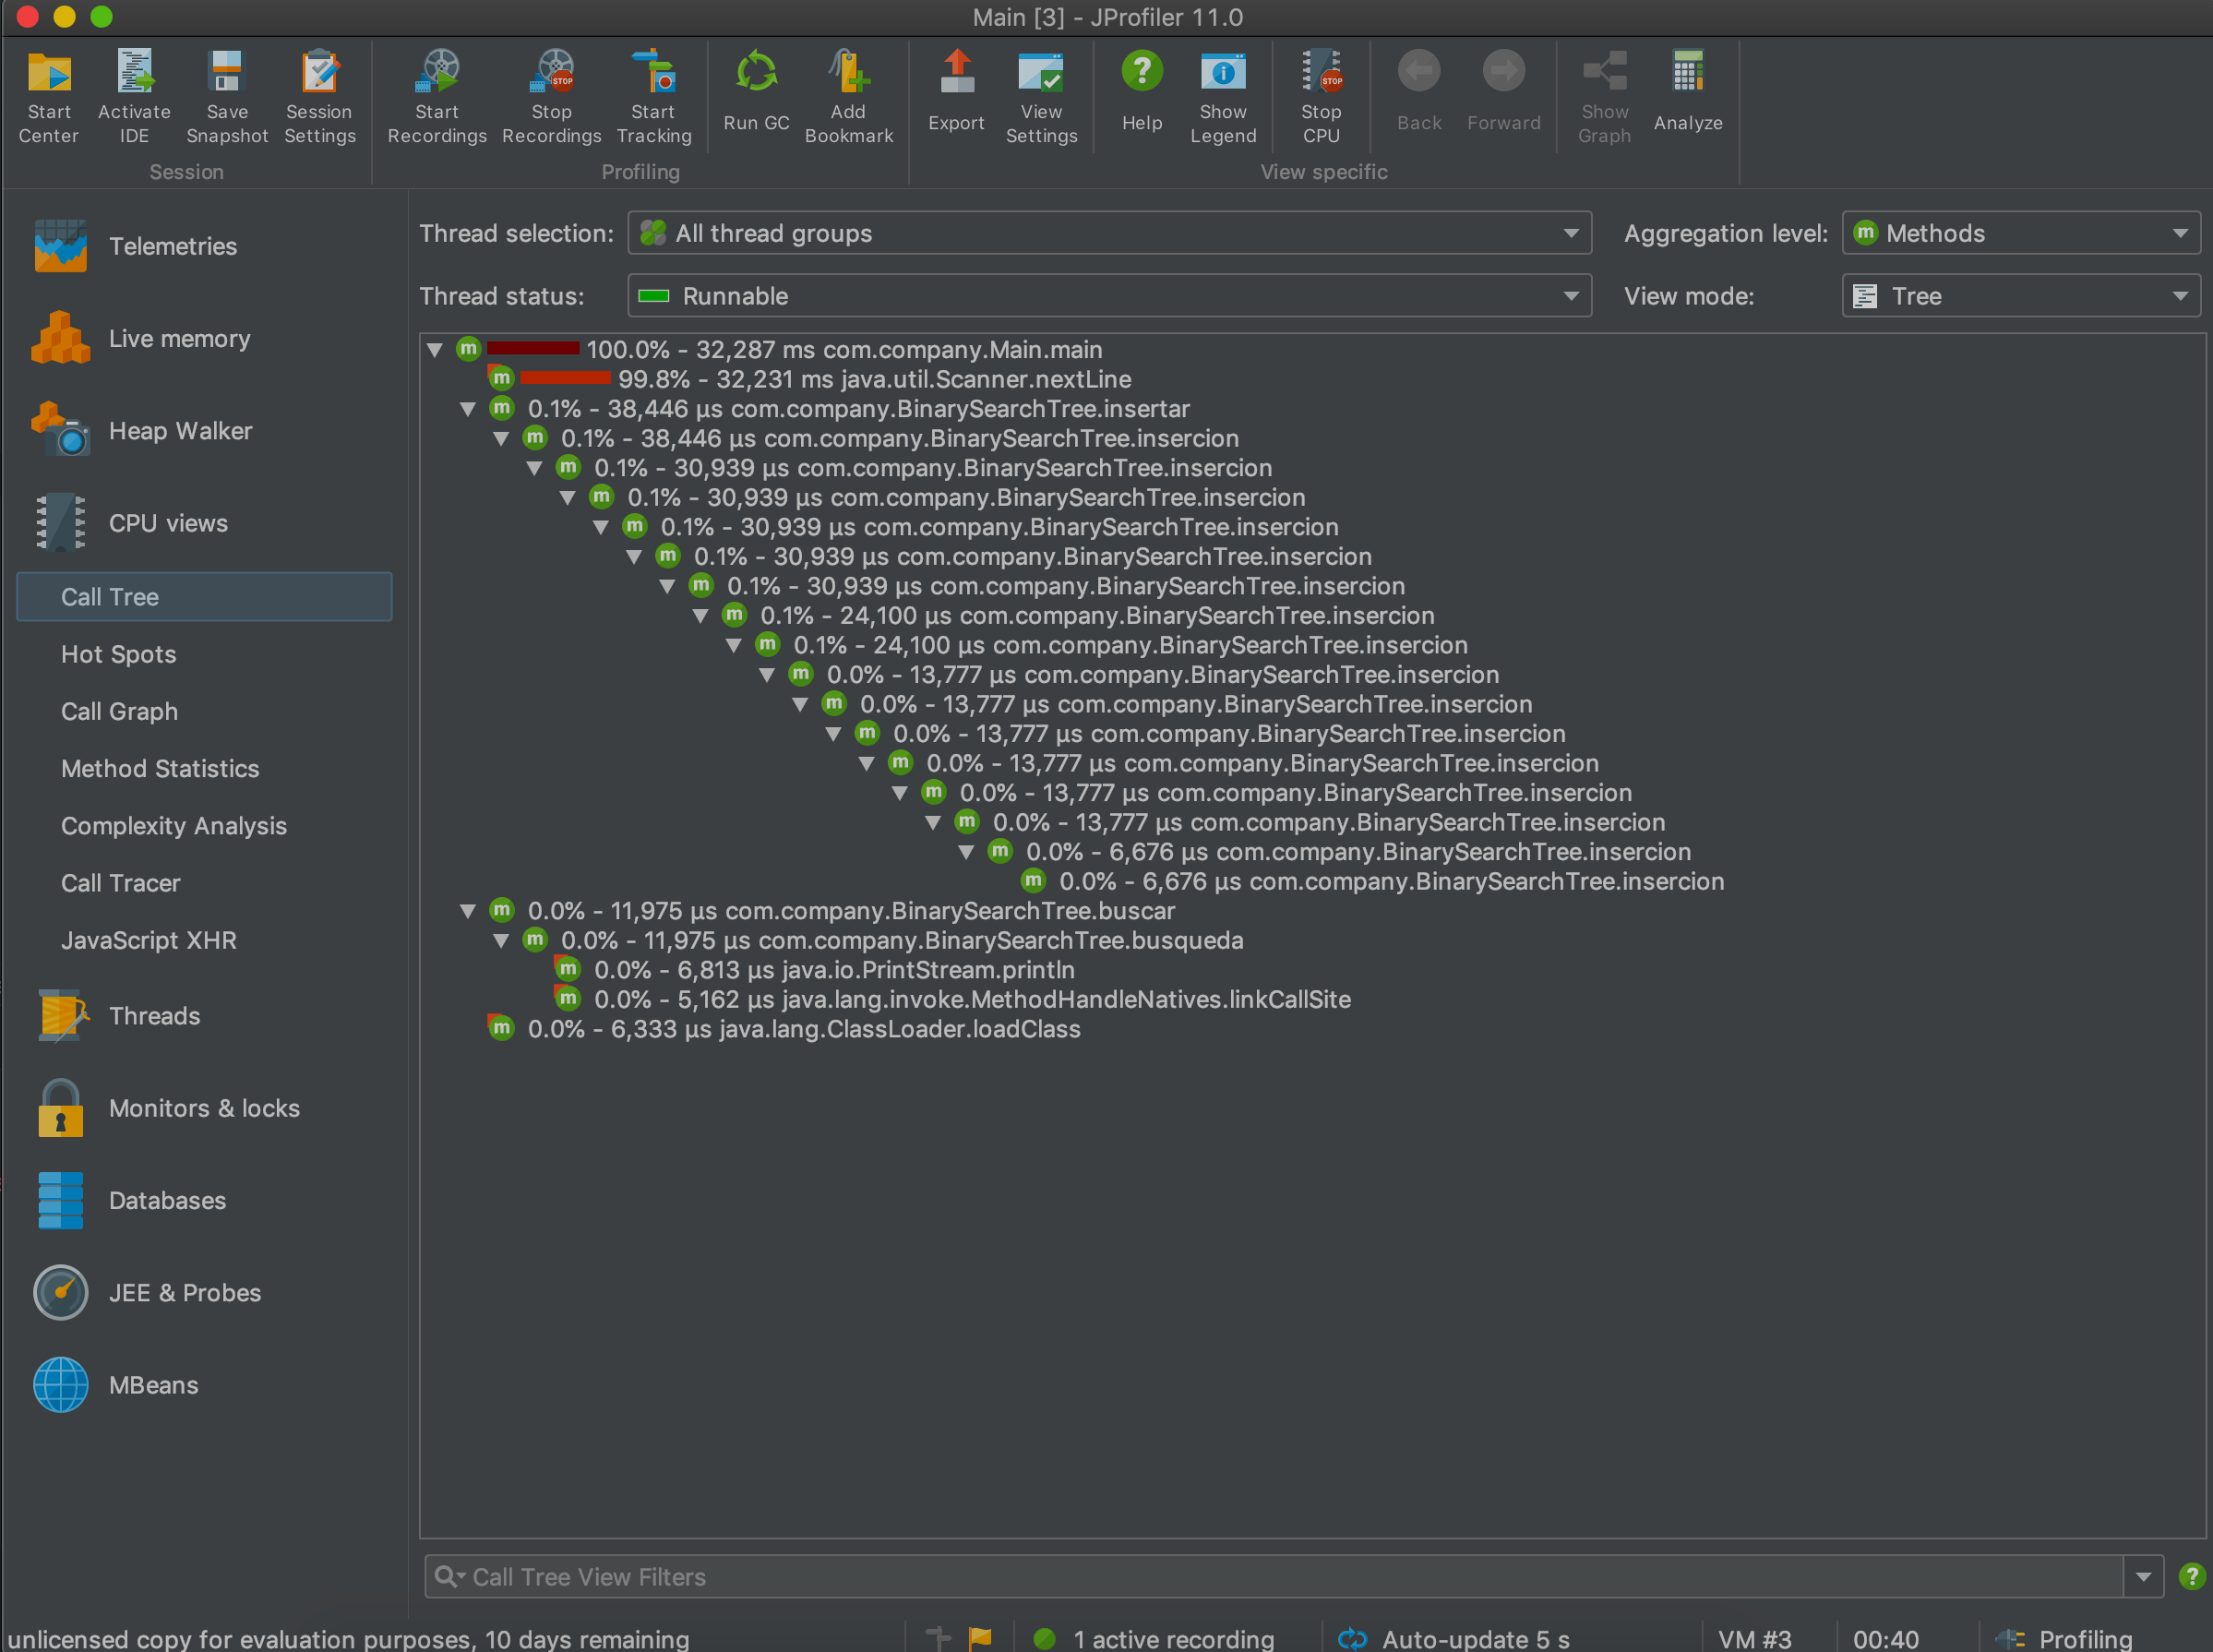 Main [3] - JProfiler 11.0
Start Center
Activate IDE
Save Snapshot
Session Settings
Start Recordings
Stop Recordings
Start Tracking
Run GC
Add Bookmark
Export
View Settings
Help
Show Legend
Stop CPU
Back
Forward
Show Graph
Analyze
Session
Profiling
View specific
Telemetries
Live memory
Heap Walker
CPU views
Call Tree
Hot Spots
Call Graph
Method Statistics
Complexity Analysis
Call Tracer
JavaScript XHR
Threads
Monitors & locks
Databases
JEE & Probes
MBeans
Thread selection: All thread groups
Aggregation level: m Methods
Thread status: Runnable
View mode: Tree
m 100.0% - 32,287 ms com.company.Main.main
m 99.8% - 32,231 ms java.util.Scanner.nextLine
m 0.1% - 38,446 µs com.company.BinarySearchTree.insertar
m 0.1% - 38,446 µs com.company.BinarySearchTree.insercion
m 0.1% - 30,939 µs com.company.BinarySearchTree.insercion
m 0.1% - 30,939 µs com.company.BinarySearchTree.insercion
m 0.1% - 30,939 µs com.company.BinarySearchTree.insercion
m 0.1% - 30,939 µs com.company.BinarySearchTree.insercion
m 0.1% - 30,939 µs com.company.BinarySearchTree.insercion
m 0.1% - 24,100 µs com.company.BinarySearchTree.insercion
m 0.1% - 24,100 µs com.company.BinarySearchTree.insercion
m 0.0% - 13,777 µs com.company.BinarySearchTree.insercion
m 0.0% - 13,777 µs com.company.BinarySearchTree.insercion
m 0.0% - 13,777 µs com.company.BinarySearchTree.insercion
m 0.0% - 13,777 µs com.company.BinarySearchTree.insercion
m 0.0% - 13,777 µs com.company.BinarySearchTree.insercion
m 0.0% - 13,777 µs com.company.BinarySearchTree.insercion
m 0.0% - 6,676 µs com.company.BinarySearchTree.insercion
m 0.0% - 6,676 µs com.company.BinarySearchTree.insercion
m 0.0% - 11,975 µs com.company.BinarySearchTree.buscar
m 0.0% - 11,975 µs com.company.BinarySearchTree.busqueda
m 0.0% - 6,813 µs java.io.PrintStream.println
m 0.0% - 5,162 µs java.lang.invoke.MethodHandleNatives.linkCallSite
m 0.0% - 6,333 µs java.lang.ClassLoader.loadClass
Call Tree View Filters
unlicensed copy for evaluation purposes, 10 days remaining
1 active recording
Auto-update 5 s
VM #3
00:40
Profiling